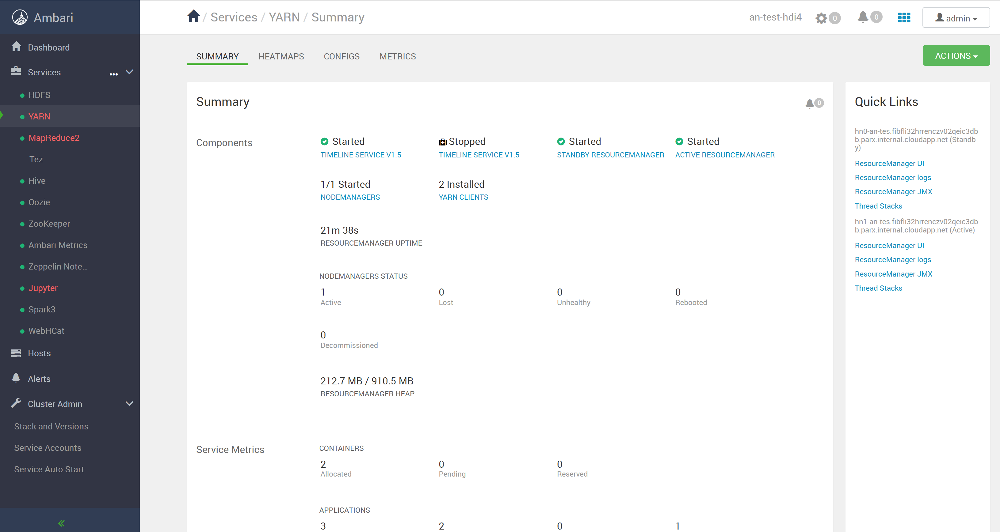 Ambari
/ Services / YARN / Summary
an-test-hdi4
0
0
admin
Dashboard
Services
...
HDFS
YARN
MapReduce2
Tez
Hive
Oozie
ZooKeeper
Ambari Metrics
Zeppelin Note...
Jupyter
Spark3
WebHCat
Hosts
Alerts
Cluster Admin
Stack and Versions
Service Accounts
Service Auto Start
SUMMARY HEATMAPS CONFIGS METRICS
ACTIONS
Summary
0
Components
Started Stopped Started Started
TIMELINE SERVICE V1.5 TIMELINE SERVICE V1.5 STANDBY RESOURCEMANAGER ACTIVE RESOURCEMANAGER
1/1 Started 2 Installed
NODEMANAGERS YARN CLIENTS
21m 38s
RESOURCEMANAGER UPTIME
NODEMANAGERS STATUS
1 0 0 0
Active Lost Unhealthy Rebooted
0
Decommissioned
212.7 MB / 910.5 MB
RESOURCEMANAGER HEAP
Service Metrics
CONTAINERS
2 0 0
Allocated Pending Reserved
APPLICATIONS
3 2 0 1
Quick Links
hn0-an-tes.fibfli32hrrenczv02qeic3db
b.parx.internal.cloudapp.net (Standb
y)
ResourceManager UI
ResourceManager logs
ResourceManager JMX
Thread Stacks
hn1-an-tes.fibfli32hrrenczv02qeic3db
b.parx.internal.cloudapp.net (Active)
ResourceManager UI
ResourceManager logs
ResourceManager JMX
Thread Stacks